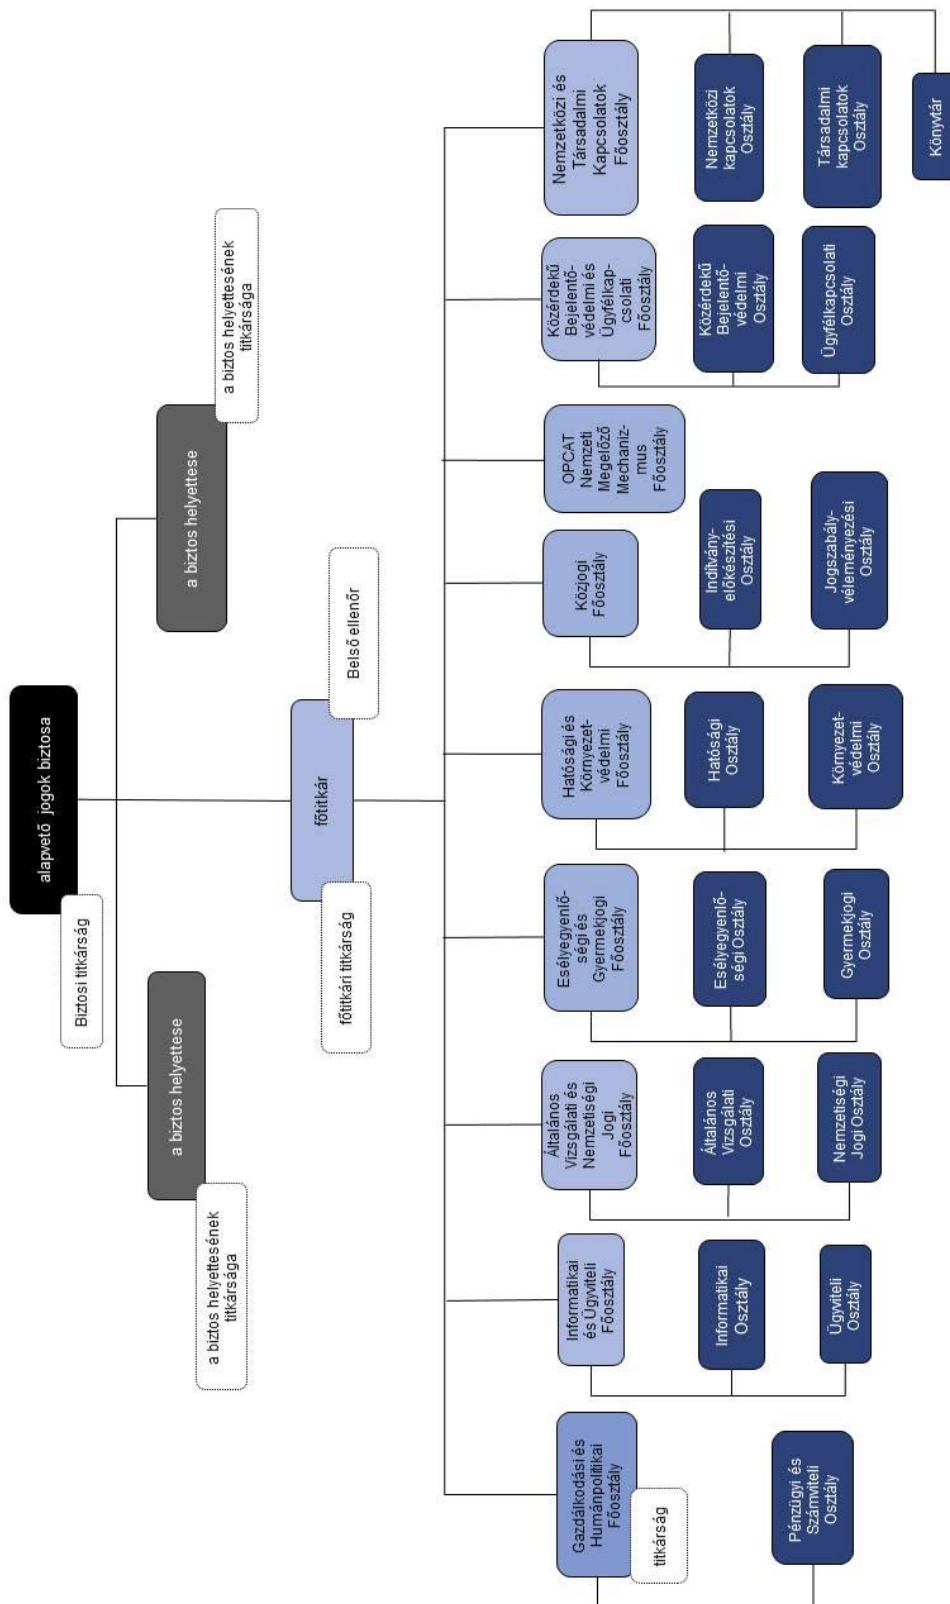 alapvető jogok biztosa
Biztosi titkárság
a biztos helyettese
a biztos helyettesének
titkársága
a biztos helyettese
a biztos helyettesének
titkársága
főtitkár
főtitkári titkárság
Belső ellenőr
Gazdálkodási és
Humánpolitikai
Főosztály
titkárság
Informatikai
és Ügyviteli
Főosztály
Általános
Vizsgálati és
Nemzetiségi
Jogi
Főosztály
Esélyegyenlő-
ségi és
Gyermekjogi
Főosztály
Hatósági és
Környezet-
védelmi
Főosztály
Közjogi
Főosztály
OPCAT
Nemzeti
Megelőző
Mechaniz-
mus
Főosztály
Közérdekű
Bejelentő-
védelmi és
Ügyfélkap-
csolati
Főosztály
Nemzetközi és
Társadalmi
Kapcsolatok
Főosztály
Informatikai
Osztály
Általános
Vizsgálati
Osztály
Esélyegyenlő-
ségi Osztály
Hatósági
Osztály
Indítvány-
előkészítési
Osztály
Közérdekű
Bejelentő-
védelmi
Osztály
Nemzetközi
kapcsolatok
Osztály
Pénzügyi és
Számviteli
Osztály
Ügyviteli
Osztály
Nemzetiségi
Jogi Osztály
Gyermekjogi
Osztály
Környezet-
védelmi
Osztály
Jogszabály-
véleményezési
Osztály
Ügyfélkapcsolati
Osztály
Társadalmi
kapcsolatok
Osztály
Könyvtár